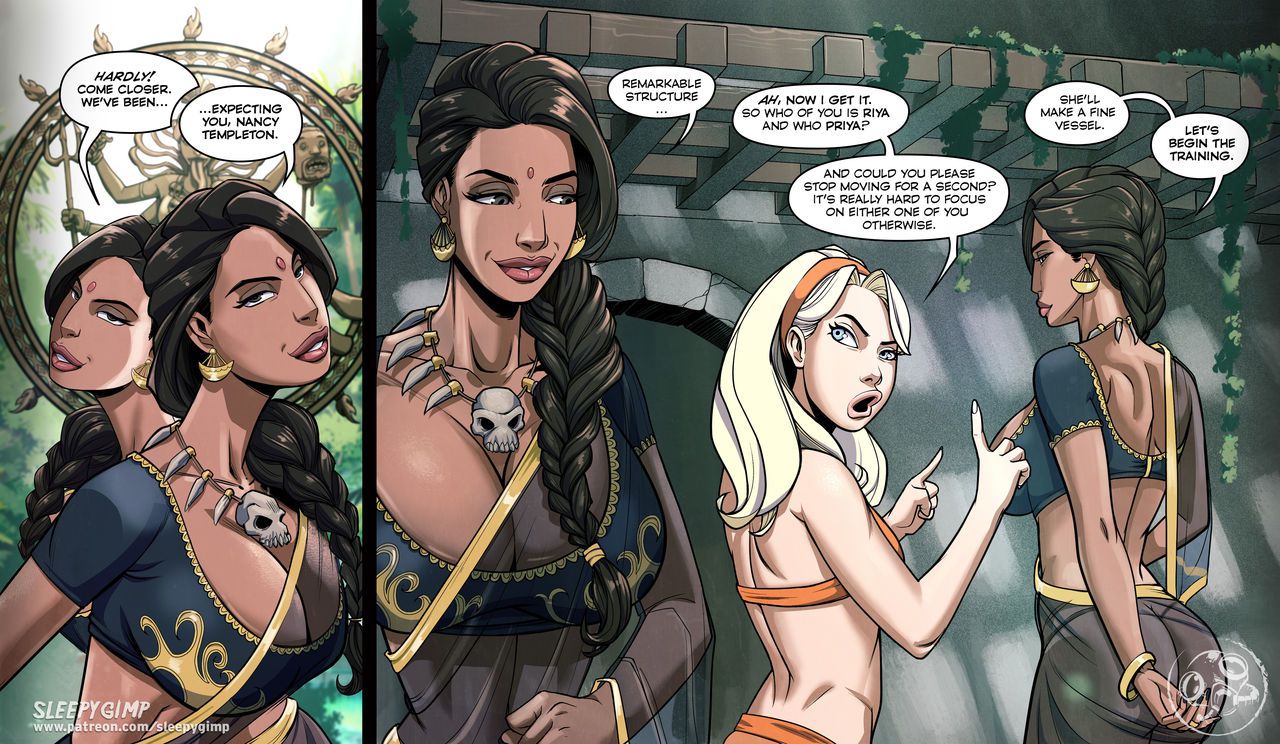 HARDLY!
COME CLOSER.
WE'VE BEEN...
...EXPECTING
YOU, NANCY
TEMPLETON.
REMARKABLE
STRUCTURE
...
AH, NOW I GET IT.
SO WHO OF YOU IS RIYA
AND WHO PRIYA?
AND COULD YOU PLEASE
STOP MOVING FOR A SECOND?
IT'S REALLY HARD TO FOCUS
ON EITHER ONE OF YOU
OTHERWISE.
SHE'LL
MAKE A FINE
VESSEL.
LET'S
BEGIN THE
TRAINING.
SLEEPYGIMP
www.patreon.com/sleepygimp